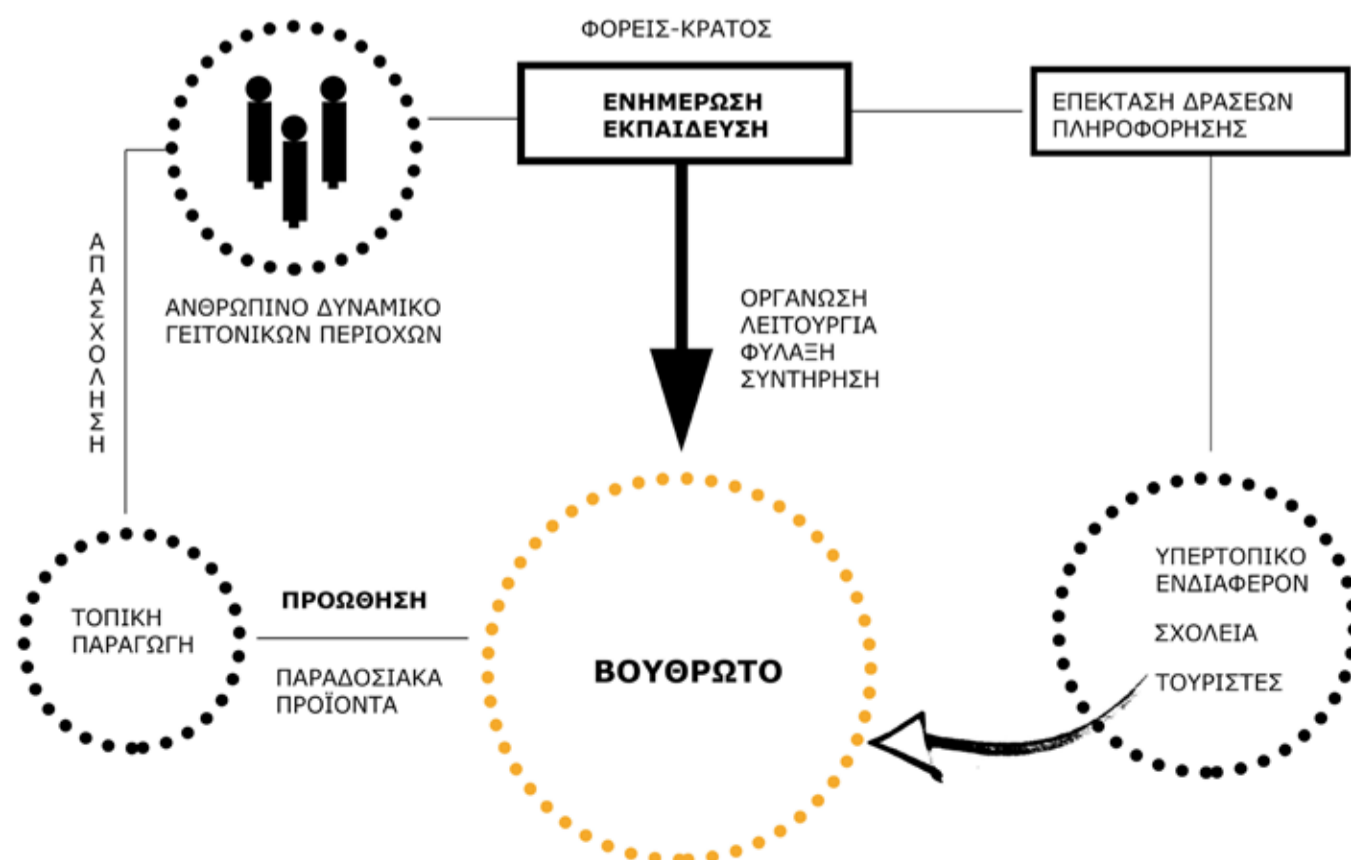 ΦΟΡΕΙΣ-ΚΡΑΤΟΣ
ΕΝΗΜΕΡΩΣΗ
ΕΚΠΑΙΔΕΥΣΗ
ΕΠΕΚΤΑΣΗ ΔΡΑΣΕΩΝ
ΠΛΗΡΟΦΟΡΗΣΗΣ
ΑΝΘΡΩΠΙΝΟ ΔΥΝΑΜΙΚΟ
ΓΕΙΤΟΝΙΚΩΝ ΠΕΡΙΟΧΩΝ
ΑΠΑΣΧΟΛΗΣΗ
ΟΡΓΑΝΩΣΗ
ΛΕΙΤΟΥΡΓΙΑ
ΦΥΛΑΞΗ
ΣΥΝΤΗΡΗΣΗ
ΤΟΠΙΚΗ
ΠΑΡΑΓΩΓΗ
ΠΡΟΩΘΗΣΗ
ΠΑΡΑΔΟΣΙΑΚΑ
ΠΡΟΪΟΝΤΑ
ΒΟΥΘΡΩΤΟ
ΥΠΕΡΤΟΠΙΚΟ
ΕΝΔΙΑΦΕΡΟΝ
ΣΧΟΛΕΙΑ
ΤΟΥΡΙΣΤΕΣ